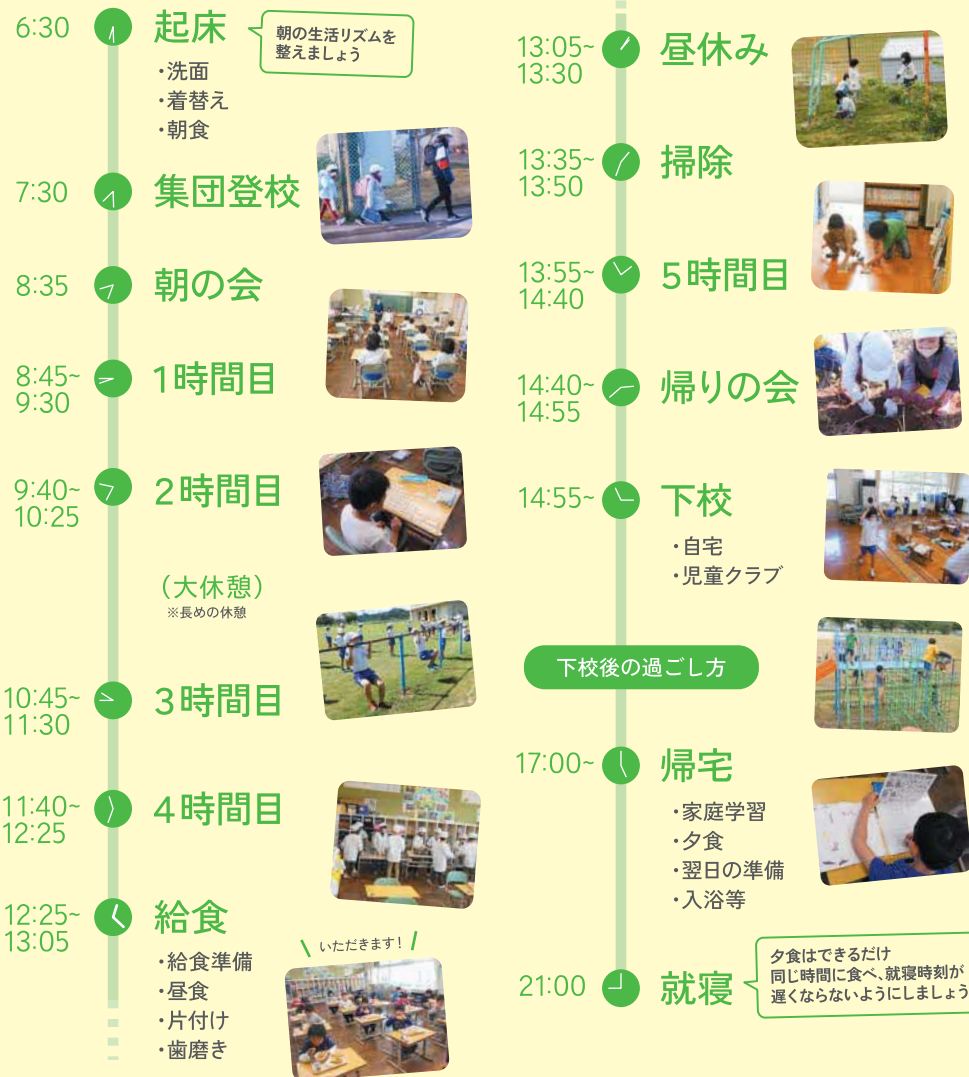 6:30
起床
朝の生活リズムを
整えましょう
・洗面
・着替え
・朝食
7:30
集団登校
8:35
朝の会
8:45~
9:30
1時間目
9:40~
10:25
2時間目
(大休憩)
※長めの休憩
10:45~
11:30
3時間目
11:40~
12:25
4時間目
12:25~
13:05
給食
・給食準備
・昼食
・片付け
・歯磨き
いただきます!
13:05~
13:30
昼休み
13:35~
13:50
掃除
13:55~
14:40
5時間目
14:40~
14:55
帰りの会
14:55~
下校
・自宅
・児童クラブ
下校後の過ごし方
17:00~
帰宅
・家庭学習
・夕食
・翌日の準備
・入浴等
21:00
就寝
夕食はできるだけ
同じ時間に食べ、就寝時刻が
遅くならないようにしましょう